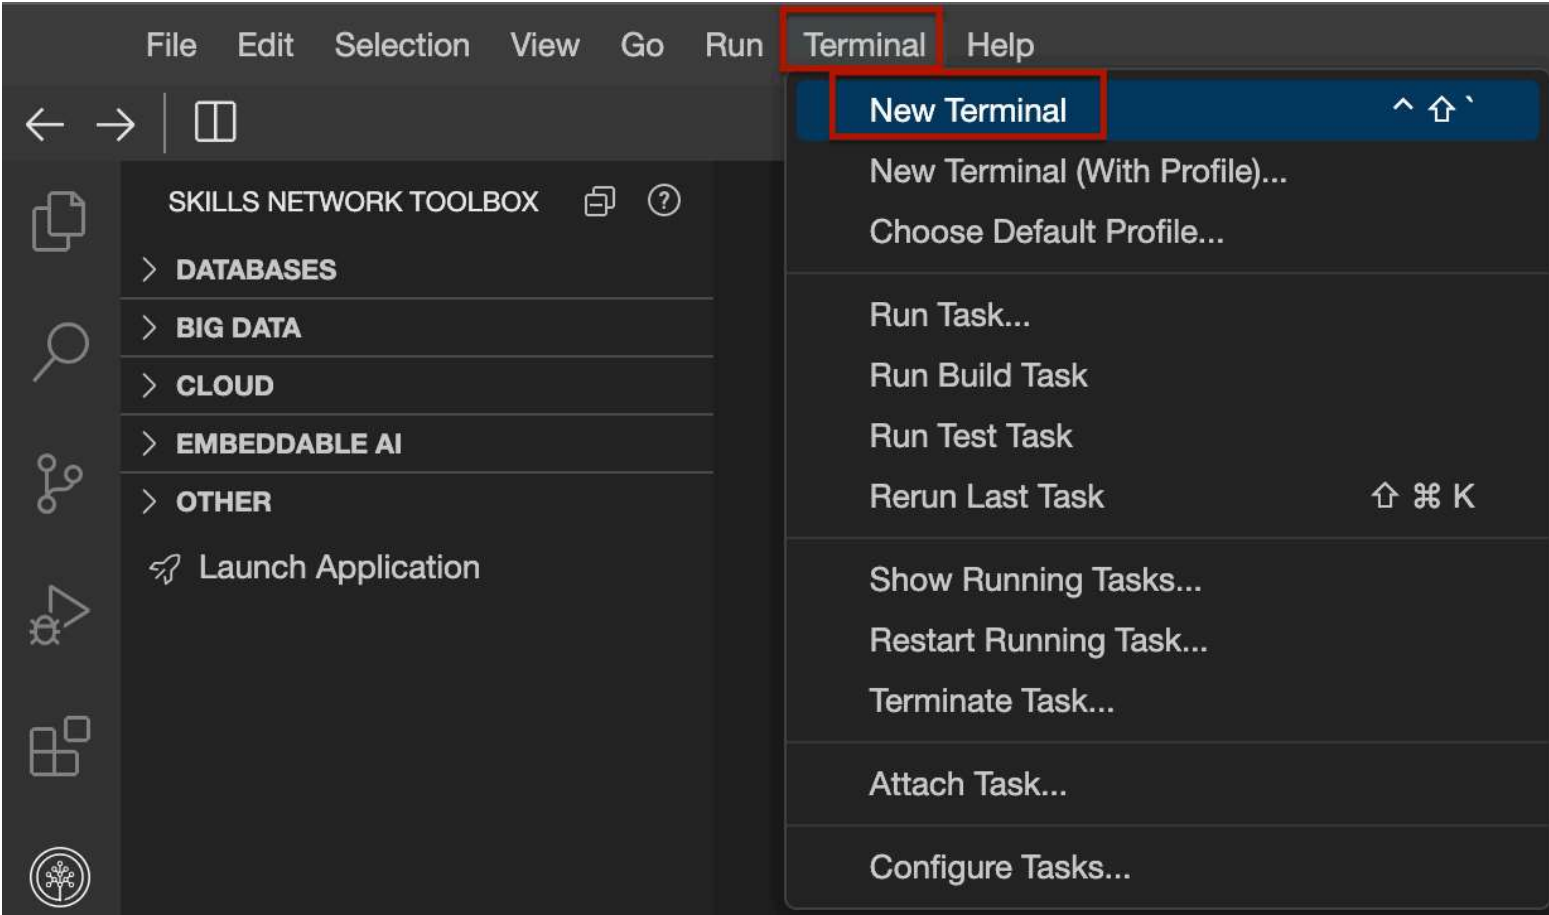 File Edit Selection View Go Run Terminal Help
New Terminal ^ ⇧ `
New Terminal (With Profile)...
Choose Default Profile...
Run Task...
Run Build Task
Run Test Task
Rerun Last Task ⇧ ⌘ K
Show Running Tasks...
Restart Running Task...
Terminate Task...
Attach Task...
Configure Tasks...
SKILLS NETWORK TOOLBOX
DATABASES
BIG DATA
CLOUD
EMBEDDABLE AI
OTHER
Launch Application